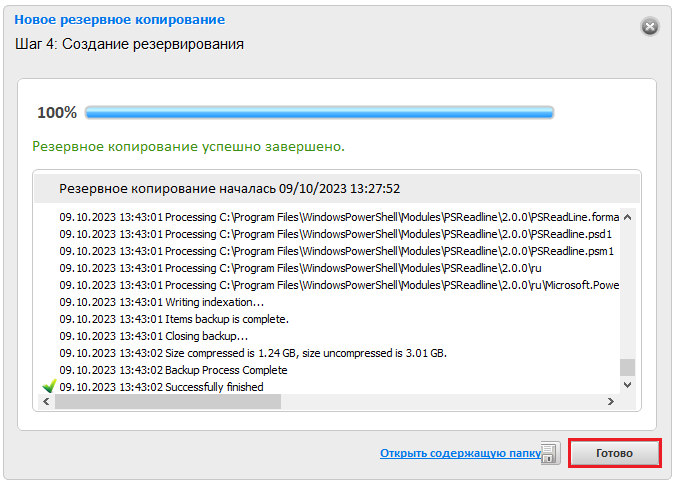 Новое резервное копирование
Шаг 4: Создание резервирования
100%
Резервное копирование успешно завершено.
Резервное копирование началась 09/10/2023 13:27:52
09.10.2023 13:43:01 Processing C:\Program Files\WindowsPowerShell\Modules\PSReadline\2.0.0\PSReadLine.forma
09.10.2023 13:43:01 Processing C:\Program Files\WindowsPowerShell\Modules\PSReadline\2.0.0\PSReadline.psd1
09.10.2023 13:43:01 Processing C:\Program Files\WindowsPowerShell\Modules\PSReadline\2.0.0\PSReadline.psm1
09.10.2023 13:43:01 Processing C:\Program Files\WindowsPowerShell\Modules\PSReadline\2.0.0\ru
09.10.2023 13:43:01 Processing C:\Program Files\WindowsPowerShell\Modules\PSReadline\2.0.0\ru\Microsoft.Powe
09.10.2023 13:43:01 Writing indexation...
09.10.2023 13:43:01 Items backup is complete.
09.10.2023 13:43:01 Closing backup...
09.10.2023 13:43:02 Size compressed is 1.24 GB, size uncompressed is 3.01 GB.
09.10.2023 13:43:02 Backup Process Complete
09.10.2023 13:43:02 Successfully finished
Открыть содержащую папку
Готово